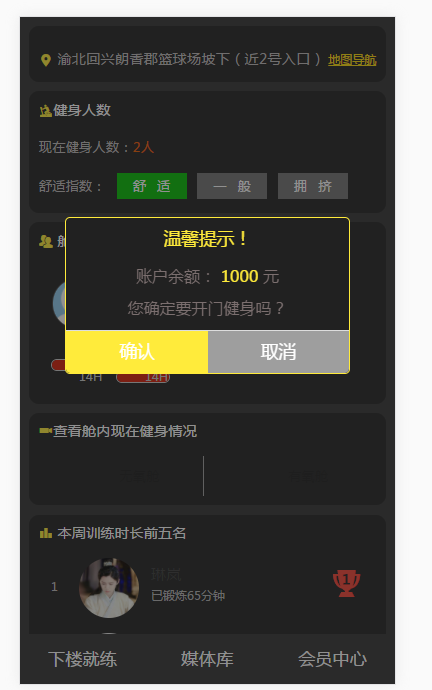 渝北回兴朗香郡篮球场坡下（近2号入口） 地图导航
健身人数
现在健身人数：2人
舒适指数： 舒 适 一 般 拥 挤
舱
温馨提示！
账户余额： 1000 元
您确定要开门健身吗？
确认 取消
14H 14H
查看舱内现在健身情况
本周训练时长前五名
1
已锻炼65分钟
1
下楼就练 媒体库 会员中心